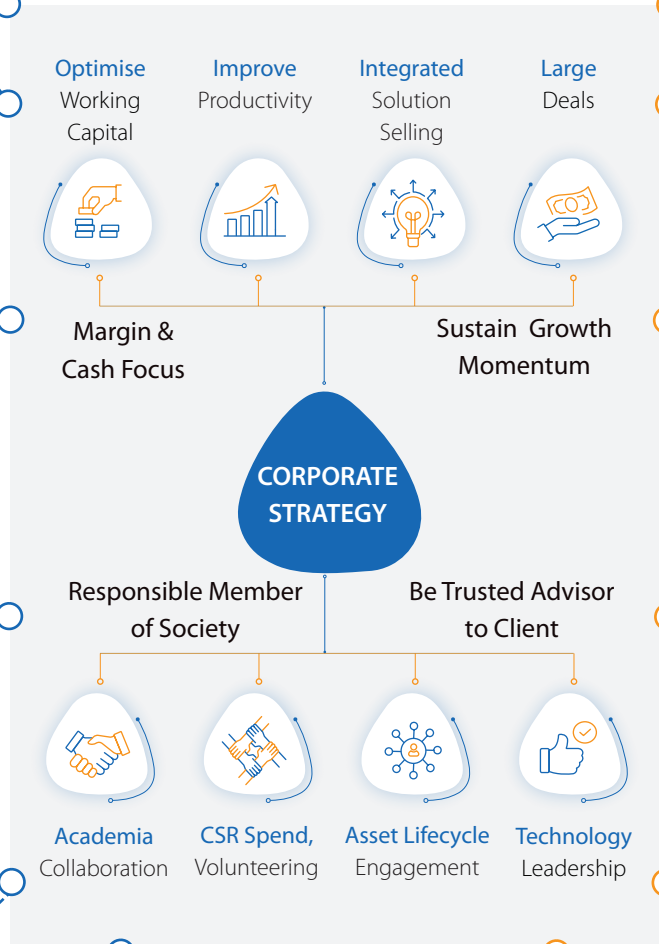 Optimise
Working
Capital
Improve
Productivity
Integrated
Solution
Selling
Large
Deals
Margin &
Cash Focus
Sustain Growth
Momentum
CORPORATE
STRATEGY
Responsible Member
of Society
Be Trusted Advisor
to Client
Academia
Collaboration
CSR Spend,
Volunteering
Asset Lifecycle
Engagement
Technology
Leadership